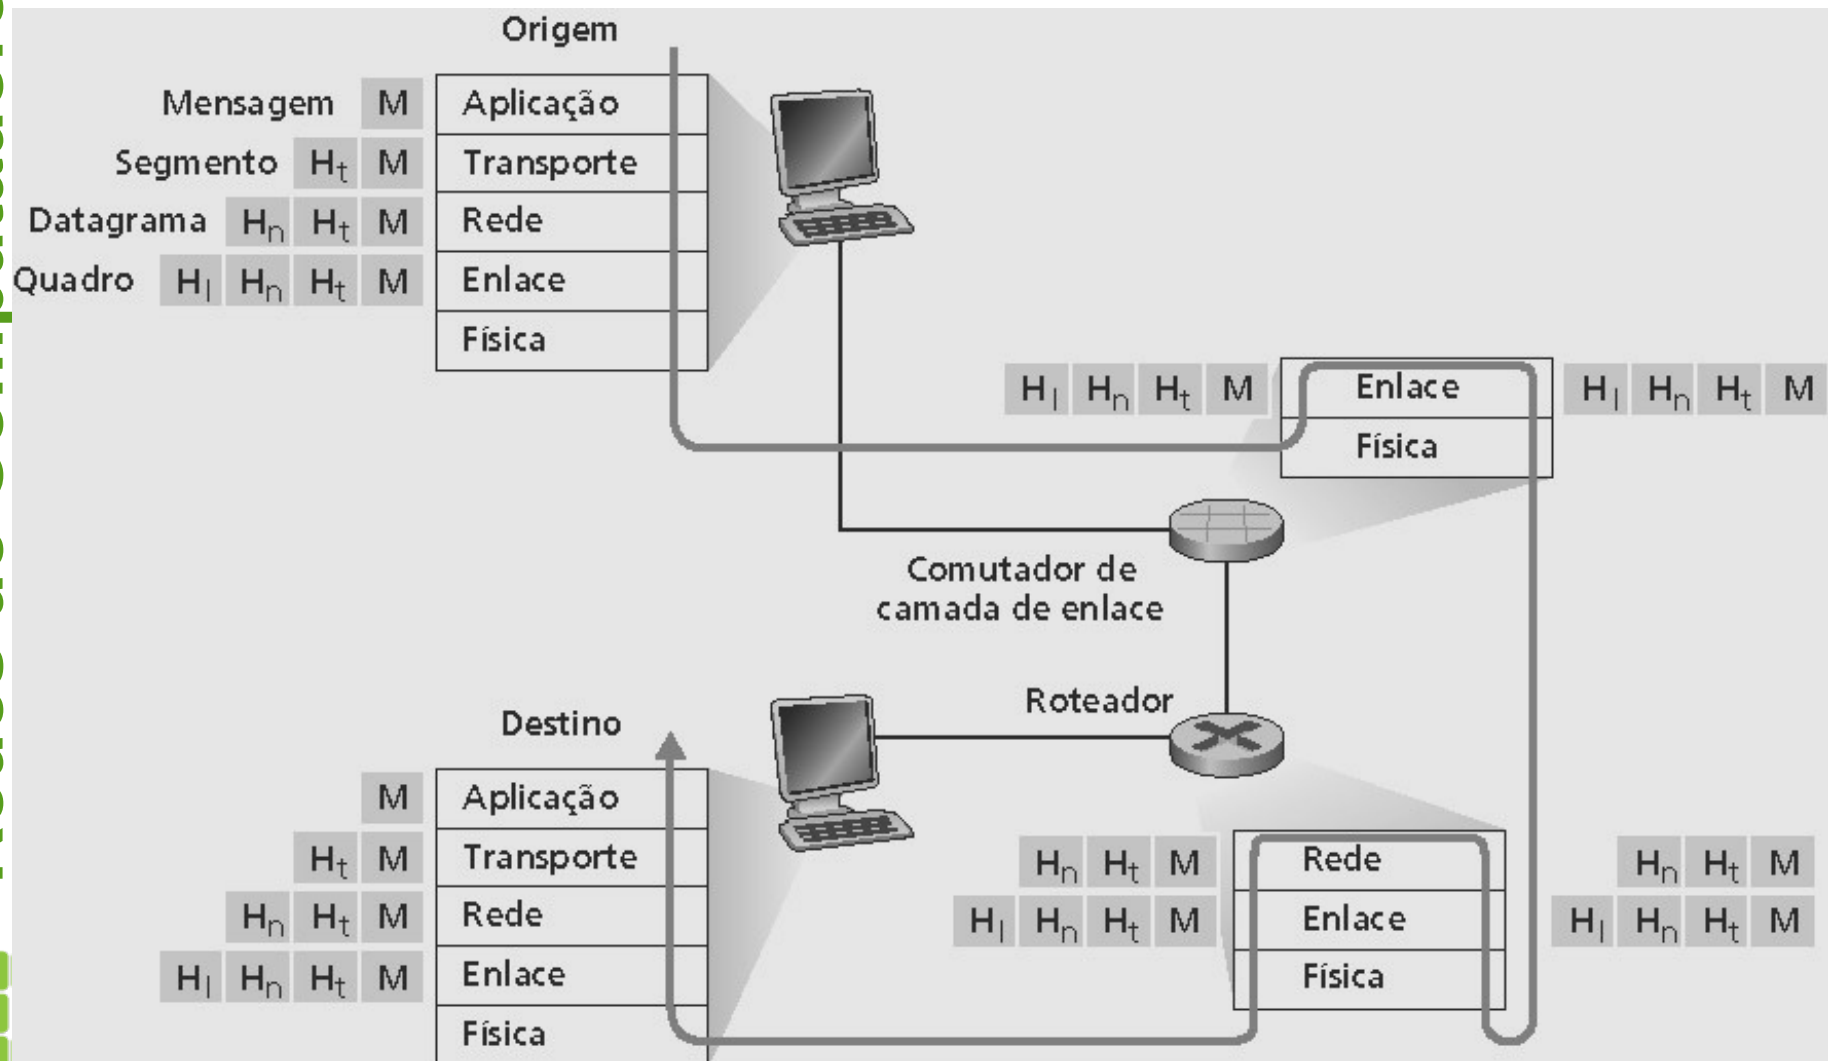 Origem
Mensagem M Aplicação
Segmento Ht M Transporte
Datagrama Hn Ht M Rede
Quadro Hl Hn Ht M Enlace
Física
Hl Hn Ht M Enlace Hl Hn Ht M
Física
Comutador de
camada de enlace
Roteador
Destino
M Aplicação
Ht M Transporte
Hn Ht M Rede
Hl Hn Ht M Enlace
Física
Hn Ht M Rede Hn Ht M
Hl Hn Ht M Enlace Hl Hn Ht M
Física